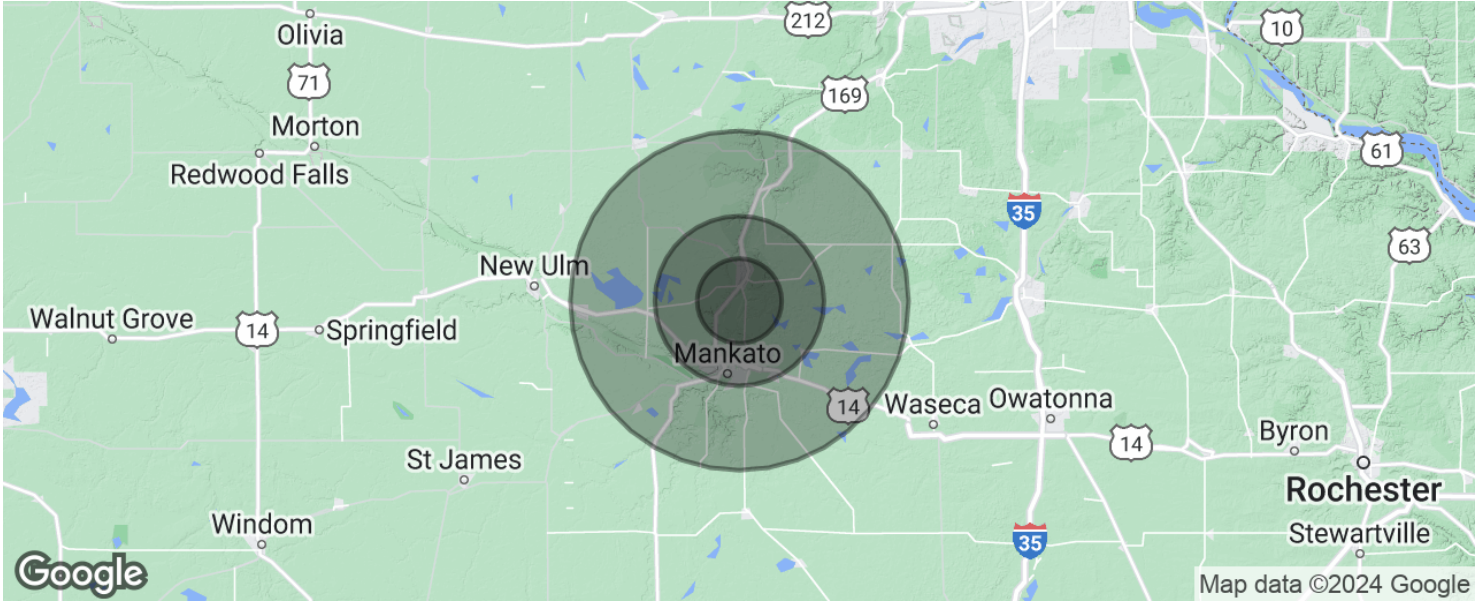 Olivia
212
10
71
169
Morton
61
Redwood Falls
35
63
New Ulm
Walnut Grove
14
Springfield
Mankato
14
Waseca
Owatonna
14
Byron
St James
Rochester
Windom
35
Stewartville
Google
Map data ©2024 Google